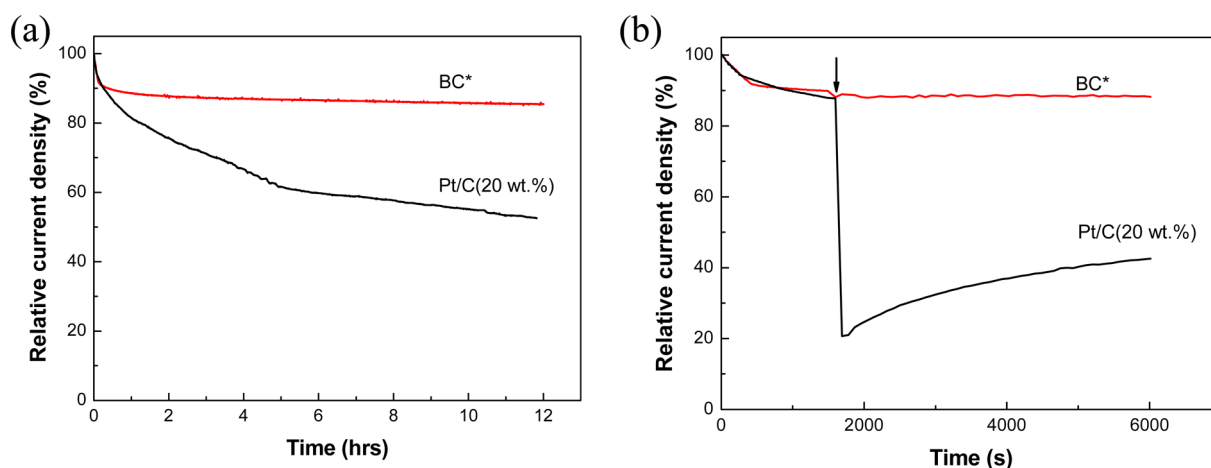 (a)
Relative current density (%)
100
80
60
40
20
0
BC*
Pt/C(20 wt.%)
0
2
4
6
8
10
12
Time (hrs)
(b)
Relative current density (%)
100
80
60
40
20
0
BC*
Pt/C(20 wt.%)
0
2000
4000
6000
Time (s)